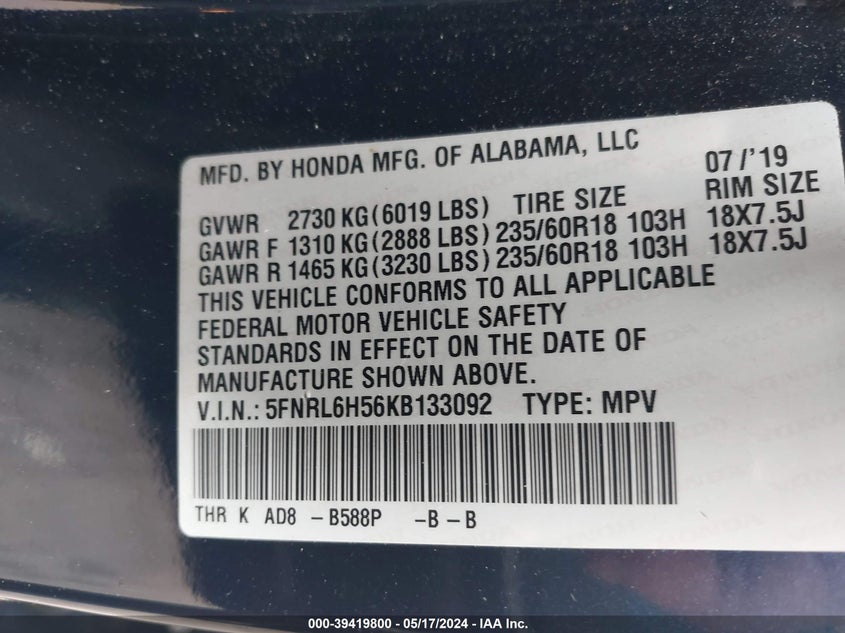 MFD. BY HONDA MFG. OF ALABAMA, LLC 07/'19
GVWR 2730 KG (6019 LBS) TIRE SIZE RIM SIZE
GAWR F 1310 KG (2888 LBS) 235/60R18 103H 18X7.5J
GAWR R 1465 KG (3230 LBS) 235/60R18 103H 18X7.5J
THIS VEHICLE CONFORMS TO ALL APPLICABLE
FEDERAL MOTOR VEHICLE SAFETY
STANDARDS IN EFFECT ON THE DATE OF
MANUFACTURE SHOWN ABOVE.
V.I.N.: 5FNRL6H56KB133092 TYPE: MPV
THR K AD8 -B588P -B-B
000-39419800 - 05/17/2024 - IAA Inc.